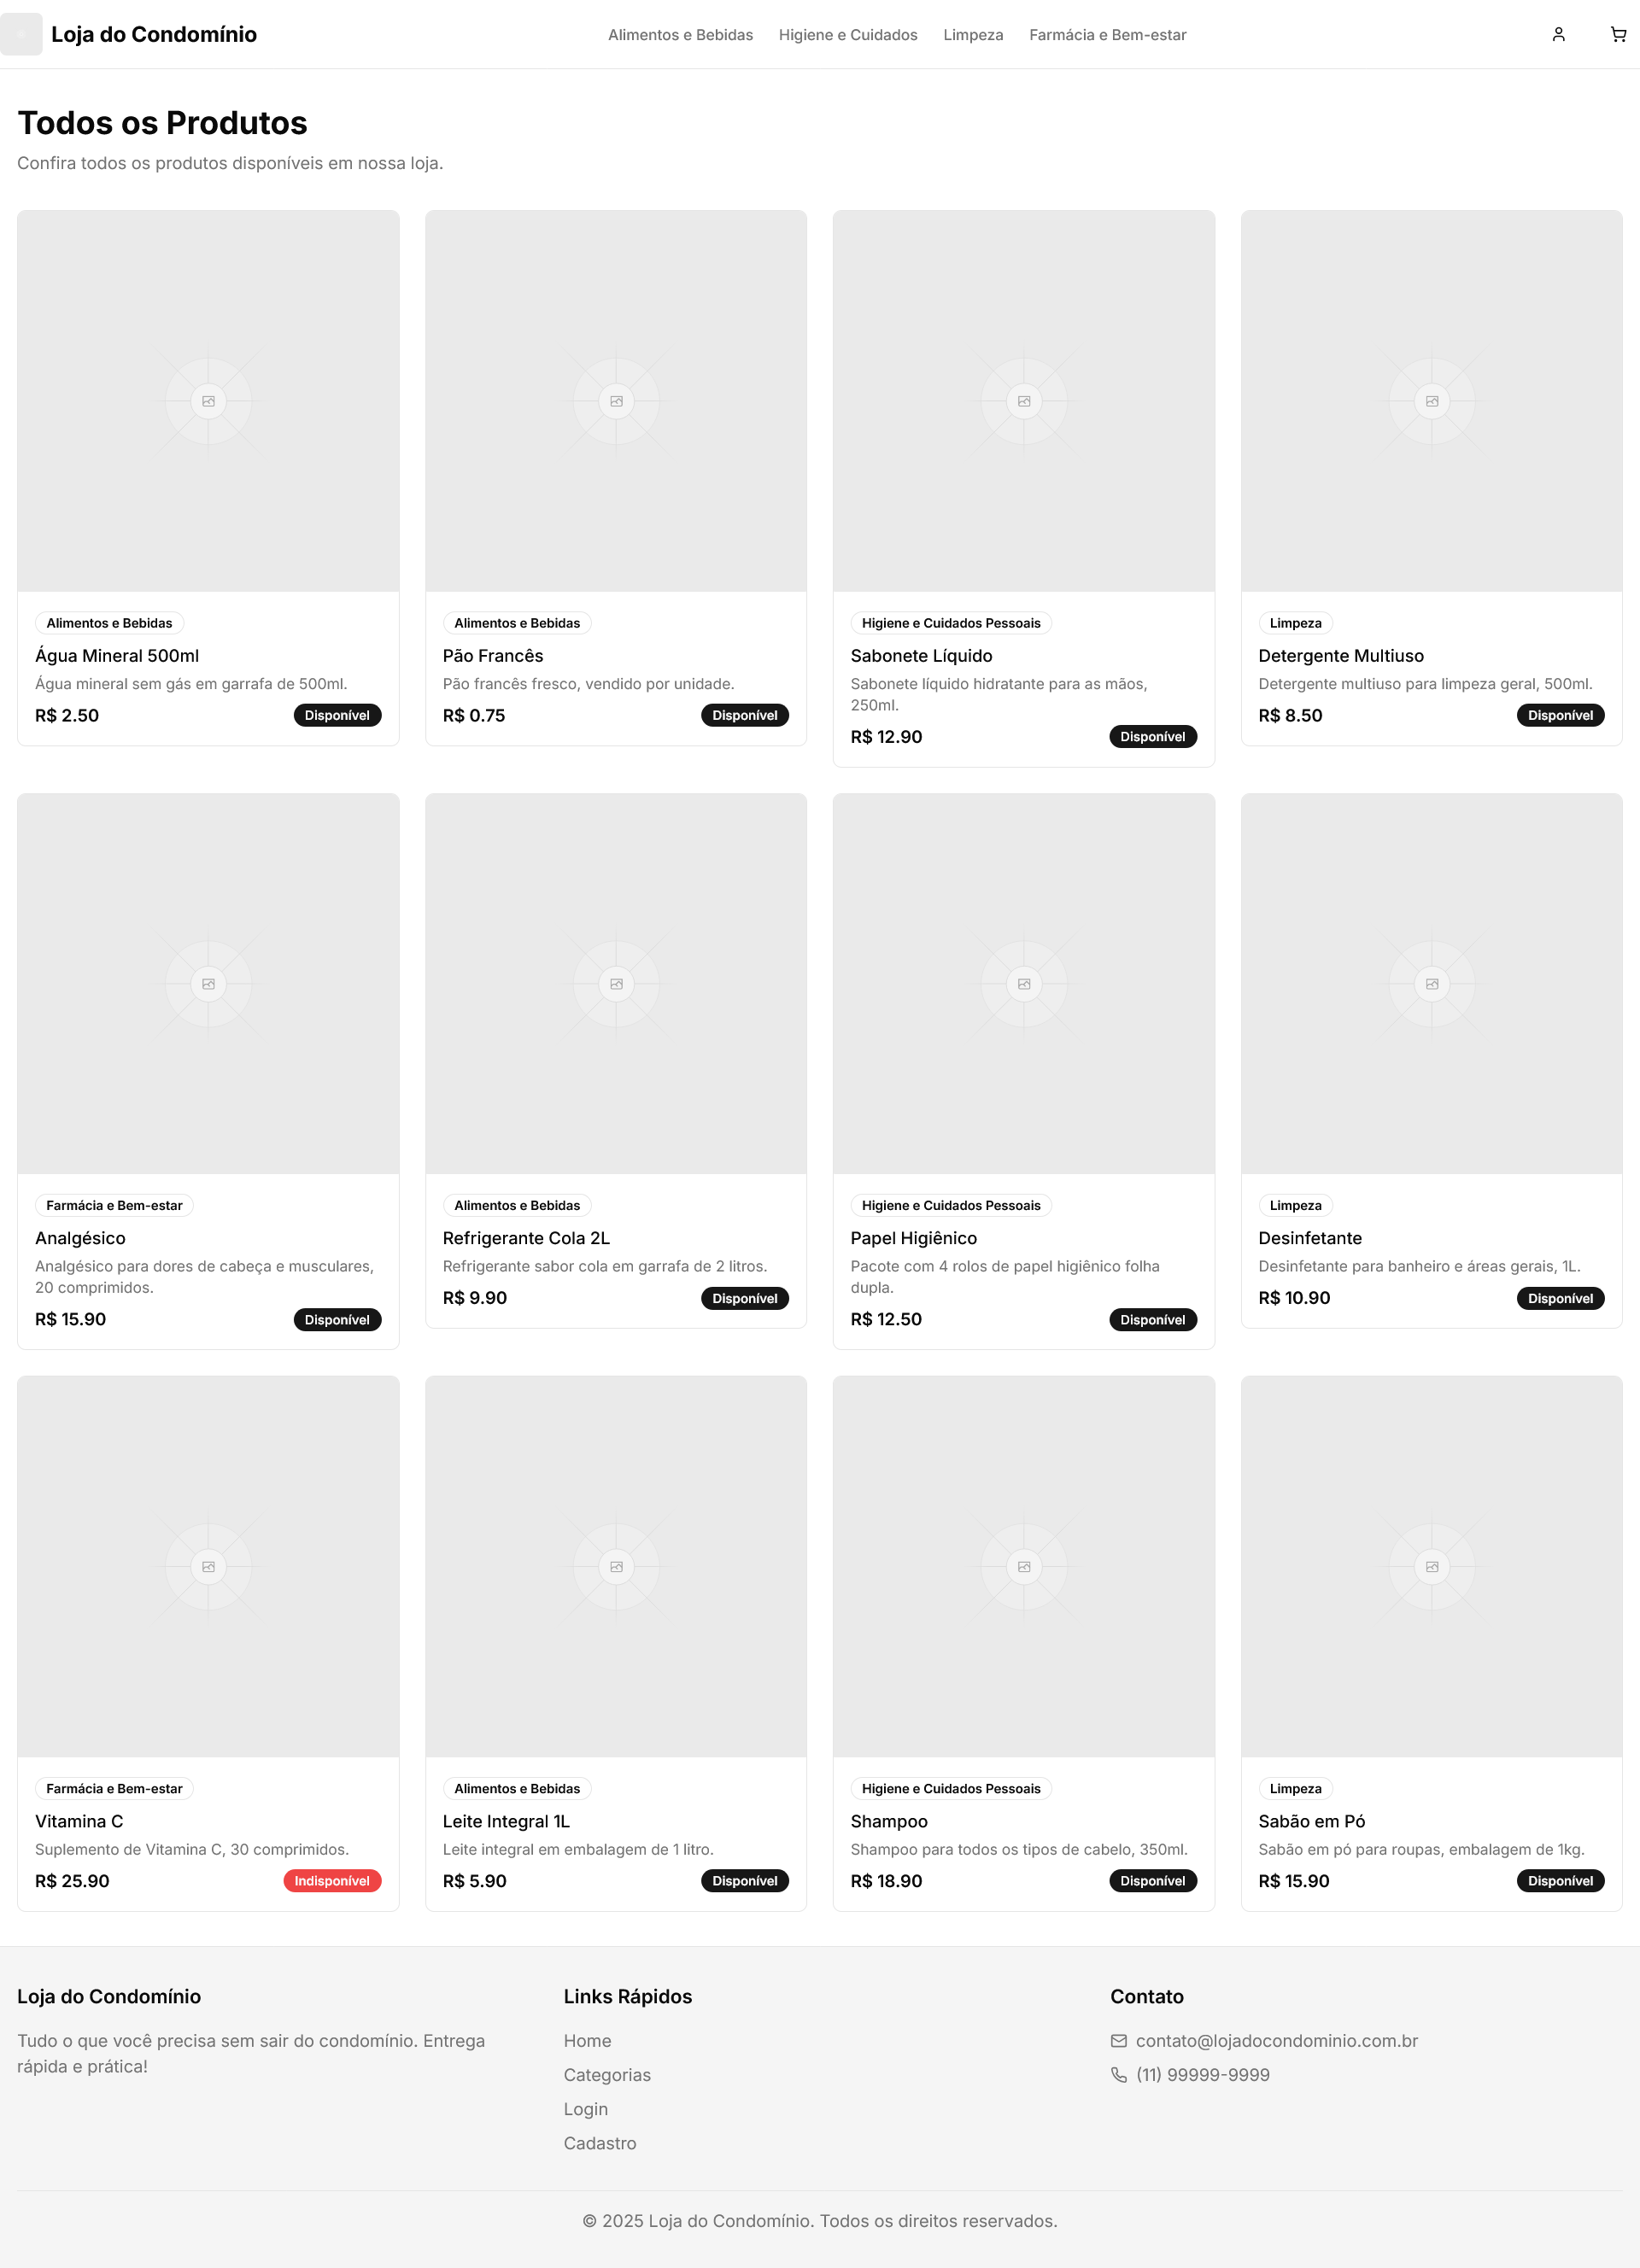 Loja do Condomínio
Alimentos e Bebidas
Higiene e Cuidados
Limpeza
Farmácia e Bem-estar
Todos os Produtos
Confira todos os produtos disponíveis em nossa loja.
Alimentos e Bebidas
Água Mineral 500ml
Água mineral sem gás em garrafa de 500ml.
R$ 2.50
Disponível
Alimentos e Bebidas
Pão Francês
Pão francês fresco, vendido por unidade.
R$ 0.75
Disponível
Higiene e Cuidados Pessoais
Sabonete Líquido
Sabonete líquido hidratante para as mãos,
250ml.
R$ 12.90
Disponível
Limpeza
Detergente Multiuso
Detergente multiuso para limpeza geral, 500ml.
R$ 8.50
Disponível
Farmácia e Bem-estar
Analgésico
Analgésico para dores de cabeça e musculares,
20 comprimidos.
R$ 15.90
Disponível
Alimentos e Bebidas
Refrigerante Cola 2L
Refrigerante sabor cola em garrafa de 2 litros.
R$ 9.90
Disponível
Higiene e Cuidados Pessoais
Papel Higiênico
Pacote com 4 rolos de papel higiênico folha
dupla.
R$ 12.50
Disponível
Limpeza
Desinfetante
Desinfetante para banheiro e áreas gerais, 1L.
R$ 10.90
Disponível
Farmácia e Bem-estar
Vitamina C
Suplemento de Vitamina C, 30 comprimidos.
R$ 25.90
Indisponível
Alimentos e Bebidas
Leite Integral 1L
Leite integral em embalagem de 1 litro.
R$ 5.90
Disponível
Higiene e Cuidados Pessoais
Shampoo
Shampoo para todos os tipos de cabelo, 350ml.
R$ 18.90
Disponível
Limpeza
Sabão em Pó
Sabão em pó para roupas, embalagem de 1kg.
R$ 15.90
Disponível
Loja do Condomínio
Tudo o que você precisa sem sair do condomínio. Entrega
rápida e prática!
Links Rápidos
Home
Categorias
Login
Cadastro
Contato
contato@lojadocondominio.com.br
(11) 99999-9999
© 2025 Loja do Condomínio. Todos os direitos reservados.